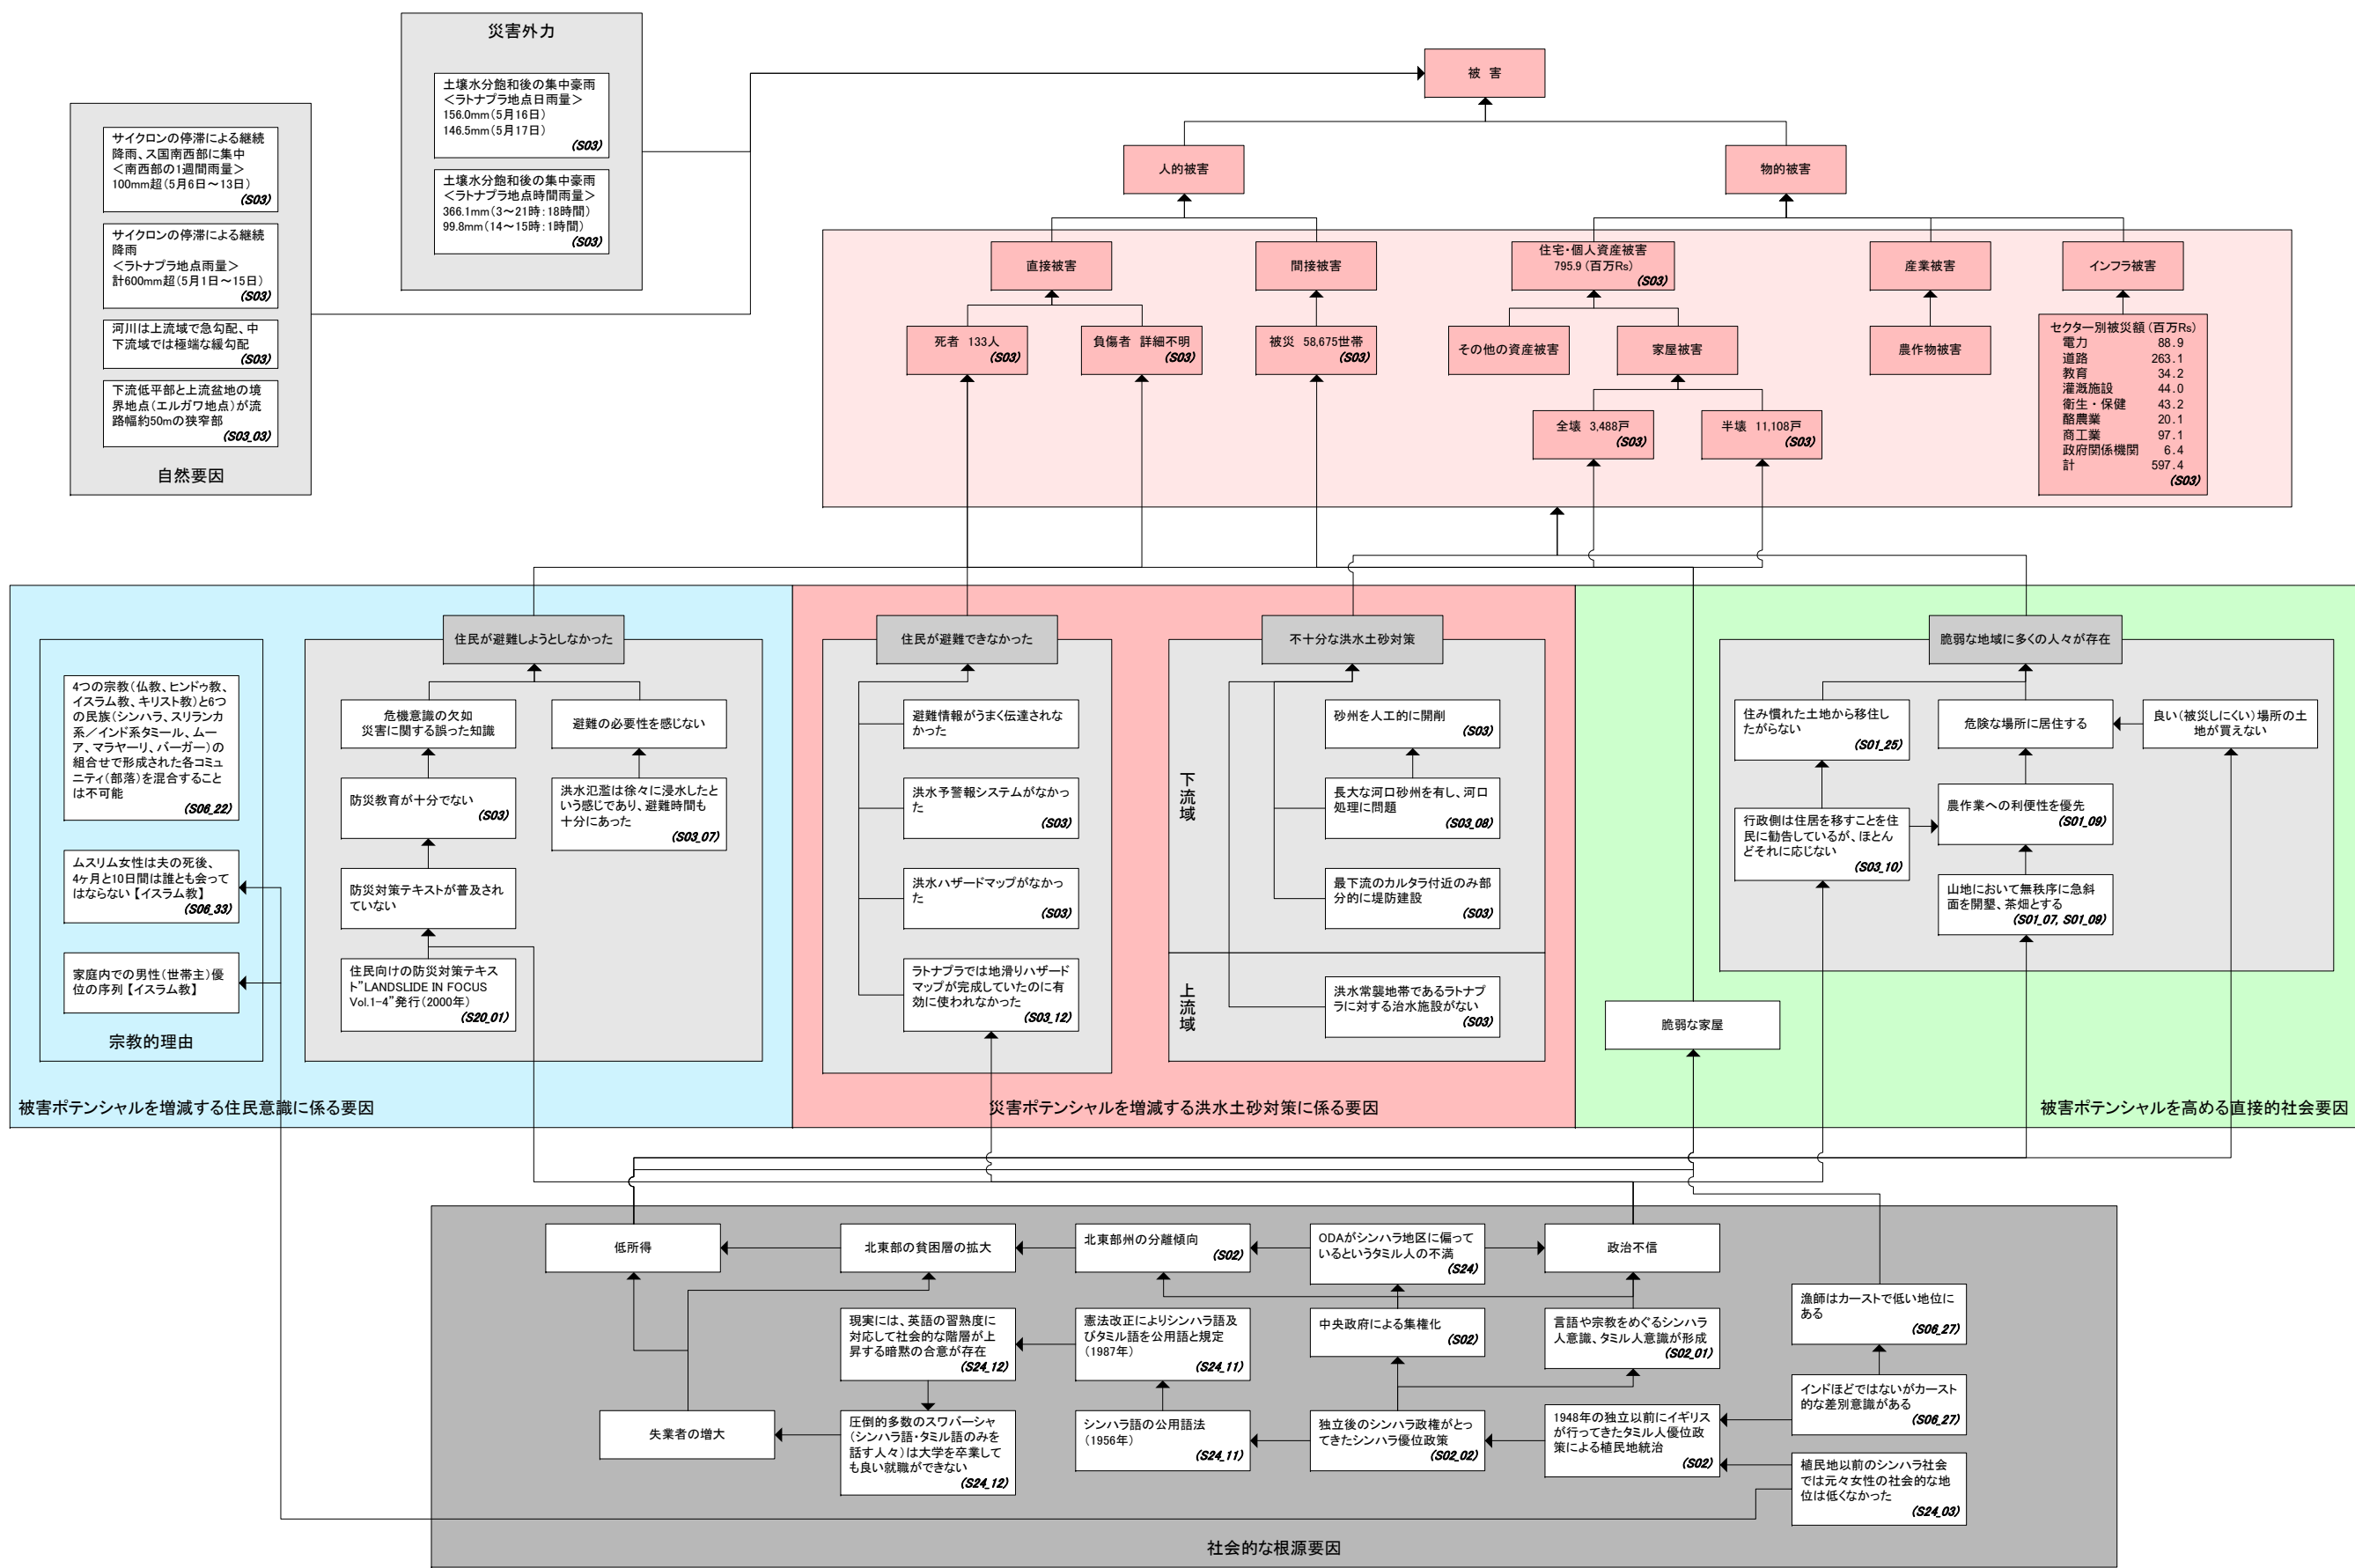 災害外力
土壌水分飽和後の集中豪雨
＜ラトナプラ地点日雨量＞
156.0mm（5月16日）
146.5mm（5月17日）
(S03)
土壌水分飽和後の集中豪雨
＜ラトナプラ地点時間雨量＞
366.1mm（3～21時：18時間）
99.8mm（14～15時：1時間）
(S03)
サイクロンの停滞による継続
降雨、ス国南西部に集中
＜南西部の1週間雨量＞
100mm超（5月6日～13日）
(S03)
サイクロンの停滞による継続
降雨
＜ラトナプラ地点雨量＞
計600mm超（5月1日～15日）
(S03)
河川は上流域で急勾配、中
下流域では極端な緩勾配
(S03)
下流低平部と上流盆地の境
界地点（エルガワ地点）が流
路幅約50mの狭窄部
(S03_03)
自然要因
被 害
人的被害
物的被害
直接被害
間接被害
住宅・個人資産被害
795.9 （百万Rs）
(S03)
産業被害
インフラ被害
死者 133人
(S03)
負傷者 詳細不明
(S03)
被災 58,675世帯
(S03)
その他の資産被害
家屋被害
農作物被害
全壊 3,488戸
(S03)
半壊 11,108戸
(S03)
セクター別被災額（百万Rs）
電力 88.9
道路 263.1
教育 34.2
灌漑施設 44.0
衛生・保健 43.2
酪農業 20.1
商工業 97.1
政府関係機関 6.4
計 597.4
(S03)
4つの宗教（仏教、ヒンドゥ教、
イスラム教、キリスト教）と6つ
の民族（シンハラ、スリランカ
系／インド系タミール、ムー
ア、マラヤーリ、バーガー）の
組合せで形成された各コミュ
ニティ（部落）を混合すること
は不可能
(S06_22)
ムスリム女性は夫の死後、
4ヶ月と10日間は誰とも会って
はならない【イスラム教】
(S06_33)
家庭内での男性（世帯主）優
位の序列【イスラム教】
宗教的理由
住民が避難しようとしなかった
危機意識の欠如
災害に関する誤った知識
避難の必要性を感じない
防災教育が十分でない
(S03)
洪水氾濫は徐々に浸水したと
いう感じであり、避難時間も
十分にあった
(S03_07)
防災対策テキストが普及され
ていない
住民向けの防災対策テキス
ト”LANDSLIDE IN FOCUS
Vol.1-4”発行（2000年）
(S20_01)
被害ポテンシャルを増減する住民意識に係る要因
住民が避難できなかった
避難情報がうまく伝達されな
かった
洪水予警報システムがなかっ
た
(S03)
洪水ハザードマップがなかっ
た
(S03)
ラトナプラでは地滑りハザード
マップが完成していたのに有
効に使われなかった
(S03_12)
不十分な洪水土砂対策
下流域
砂州を人工的に開削
(S03)
長大な河口砂州を有し、河口
処理に問題
(S03_08)
最下流のカルタラ付近のみ部
分的に堤防建設
(S03)
上流域
洪水常襲地帯であるラトナプ
ラに対する治水施設がない
(S03)
災害ポテンシャルを増減する洪水土砂対策に係る要因
脆弱な地域に多くの人々が存在
住み慣れた土地から移住し
たがらない
(S01_25)
危険な場所に居住する
良い（被災しにくい）場所の土
地が買えない
行政側は住居を移すことを住
民に勧告しているが、ほとん
どそれに応じない
(S03_10)
農作業への利便性を優先
(S01_09)
山地において無秩序に急斜
面を開墾、茶畑とする
(S01_07, S01_09)
脆弱な家屋
被害ポテンシャルを高める直接的社会要因
低所得
北東部の貧困層の拡大
北東部州の分離傾向
(S02)
ODAがシンハラ地区に偏って
いるというタミル人の不満
(S24)
政治不信
現実には、英語の習熟度に
対応して社会的な階層が上
昇する暗黙の合意が存在
(S24_12)
憲法改正によりシンハラ語及
びタミル語を公用語と規定
（1987年）
(S24_11)
中央政府による集権化
(S02)
言語や宗教をめぐるシンハラ
人意識、タミル人意識が形成
(S02_01)
漁師はカーストで低い地位に
ある
(S06_27)
失業者の増大
圧倒的多数のスワバーシャ
（シンハラ語・タミル語のみを
話す人々）は大学を卒業して
も良い就職ができない
(S24_12)
シンハラ語の公用語法
（1956年）
(S24_11)
独立後のシンハラ政権がとっ
てきたシンハラ優位政策
(S02_02)
1948年の独立以前にイギリス
が行ってきたタミル人優位政
策による植民地統治
(S02)
インドほどではないがカースト
的な差別意識がある
(S06_27)
植民地以前のシンハラ社会
では元々女性の社会的な地
位は低くなかった
(S24_03)
社会的な根源要因